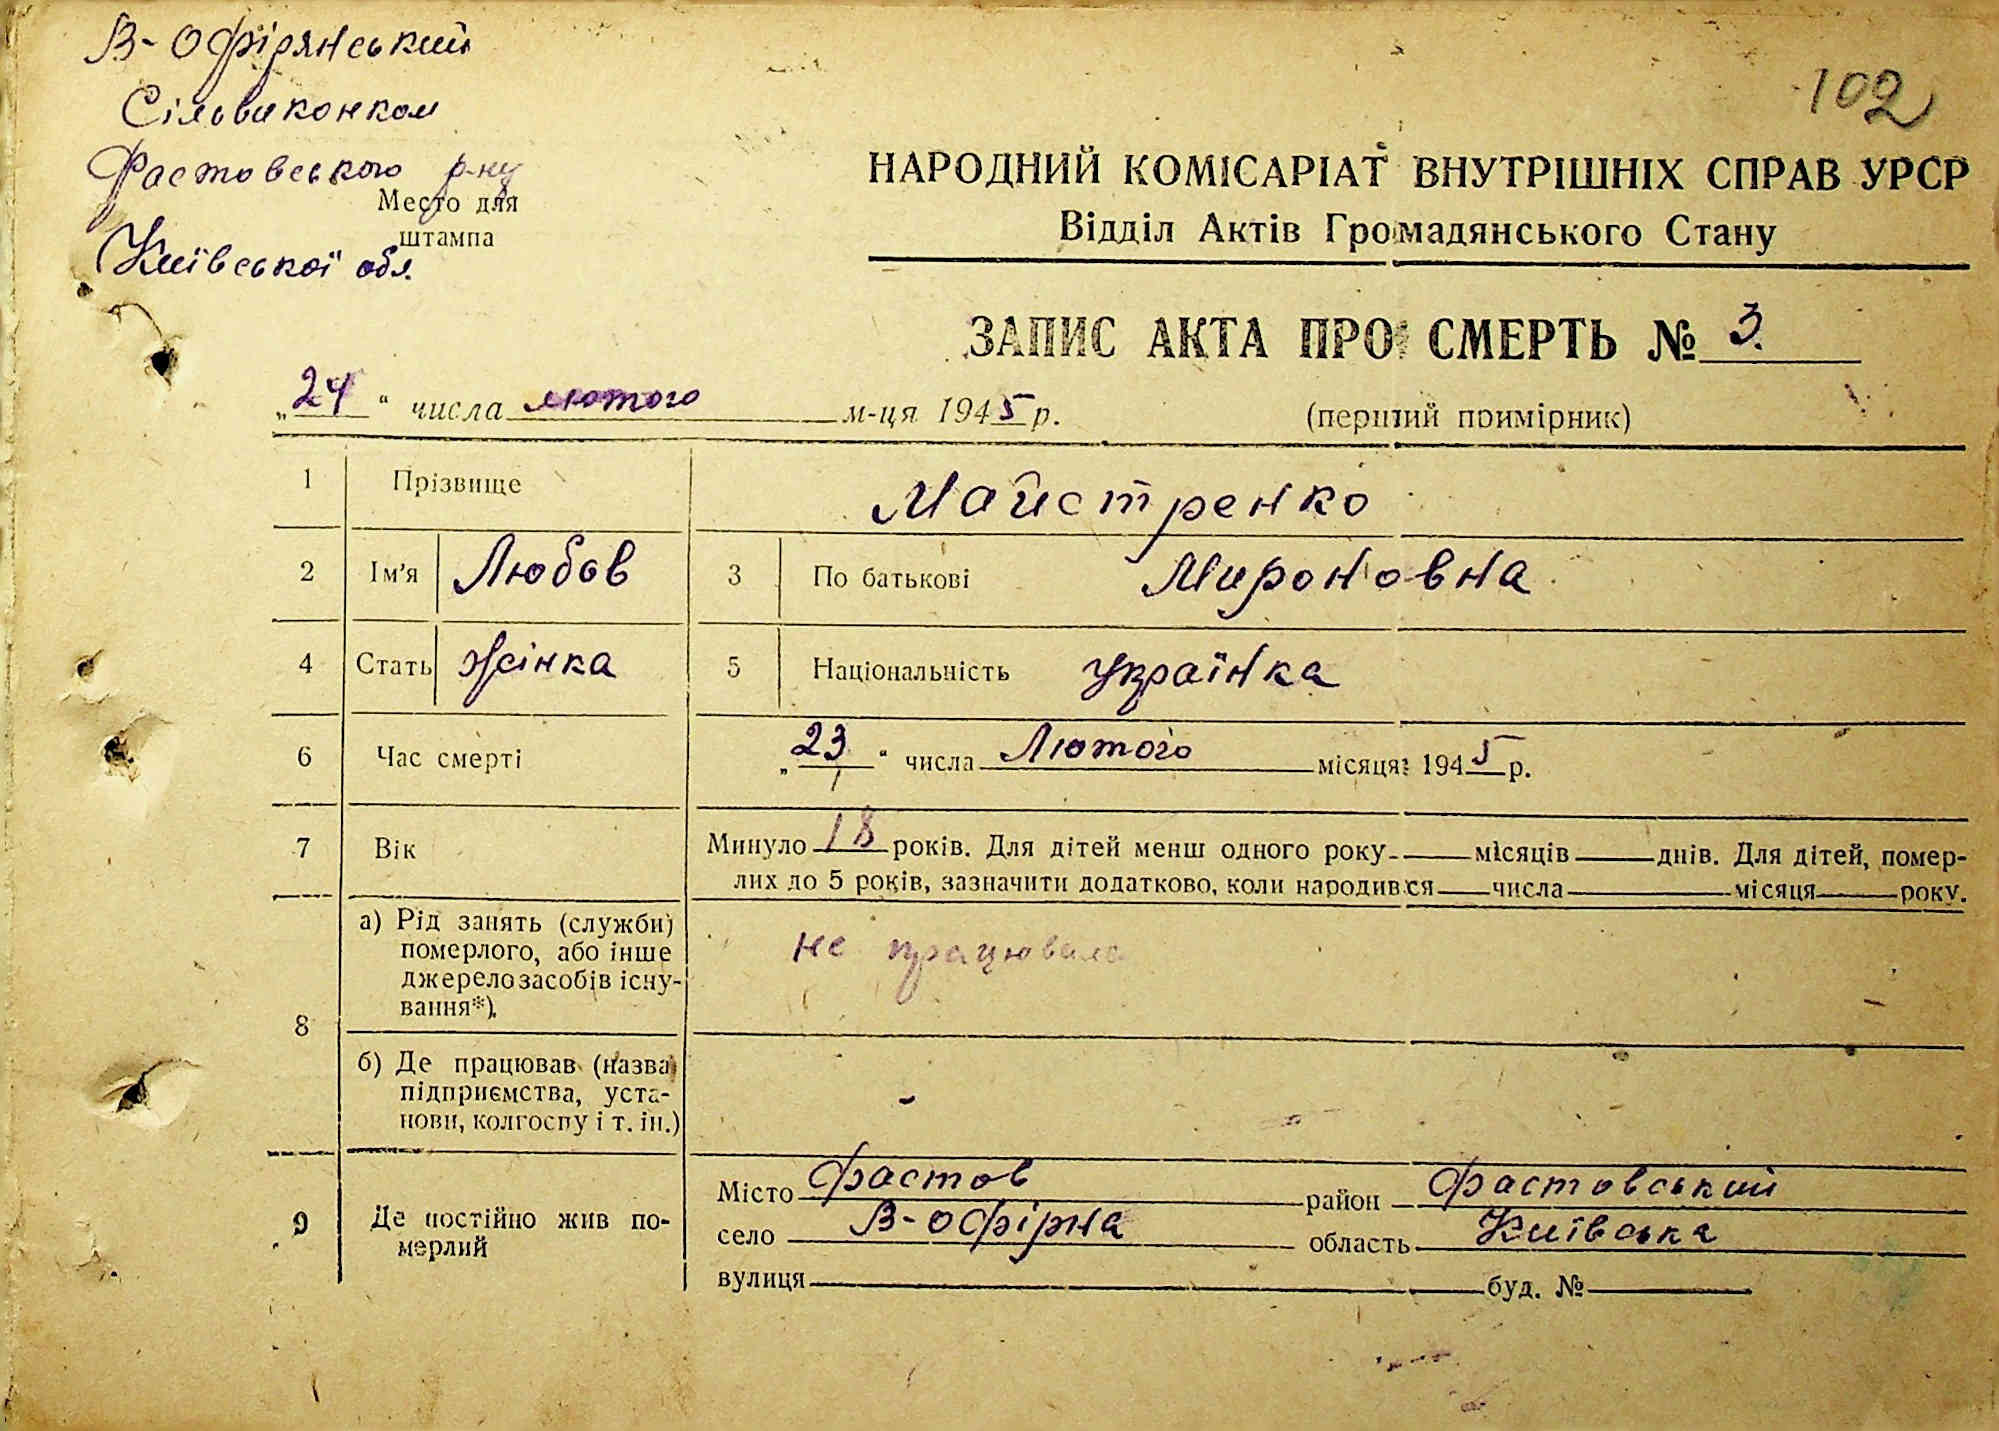 В-Офірянський
Сільвиконком
Фастовського р-ну
Место для
штампа
Київської обл.
102
НАРОДНИЙ КОМІСАРІАТ ВНУТРІШНІХ СПРАВ УРСР
Відділ Актів Громадянського Стану
ЗАПИС АКТА ПРО СМЕРТЬ № 3.
„24“ числа лютого м-ця 1945 р. (перший примірник)
1 Прізвище Майстренко
2 Ім'я Любов 3 По батькові Мироновна
4 Стать жінка 5 Національність українка
6 Час смерті „23“ числа Лютого місяця 1945 р.
7 Вік Минуло 18 років. Для дітей менш одного року — місяців — днів. Для дітей, помер-
лих до 5 років, зазначити додатково, коли народився — числа — місяця — року.
8 а) Рід занять (службн) не працювала
померлого, або інше
джерело засобів існу-
вання*).
б) Де працював (назва
підприємства, уста-
нови, колгоспу і т. ін.) -
9 Де постійно жив по-
мерлий
Місто Фастов район Фастовський
село В-Офірна область Київська
вулиця буд. №